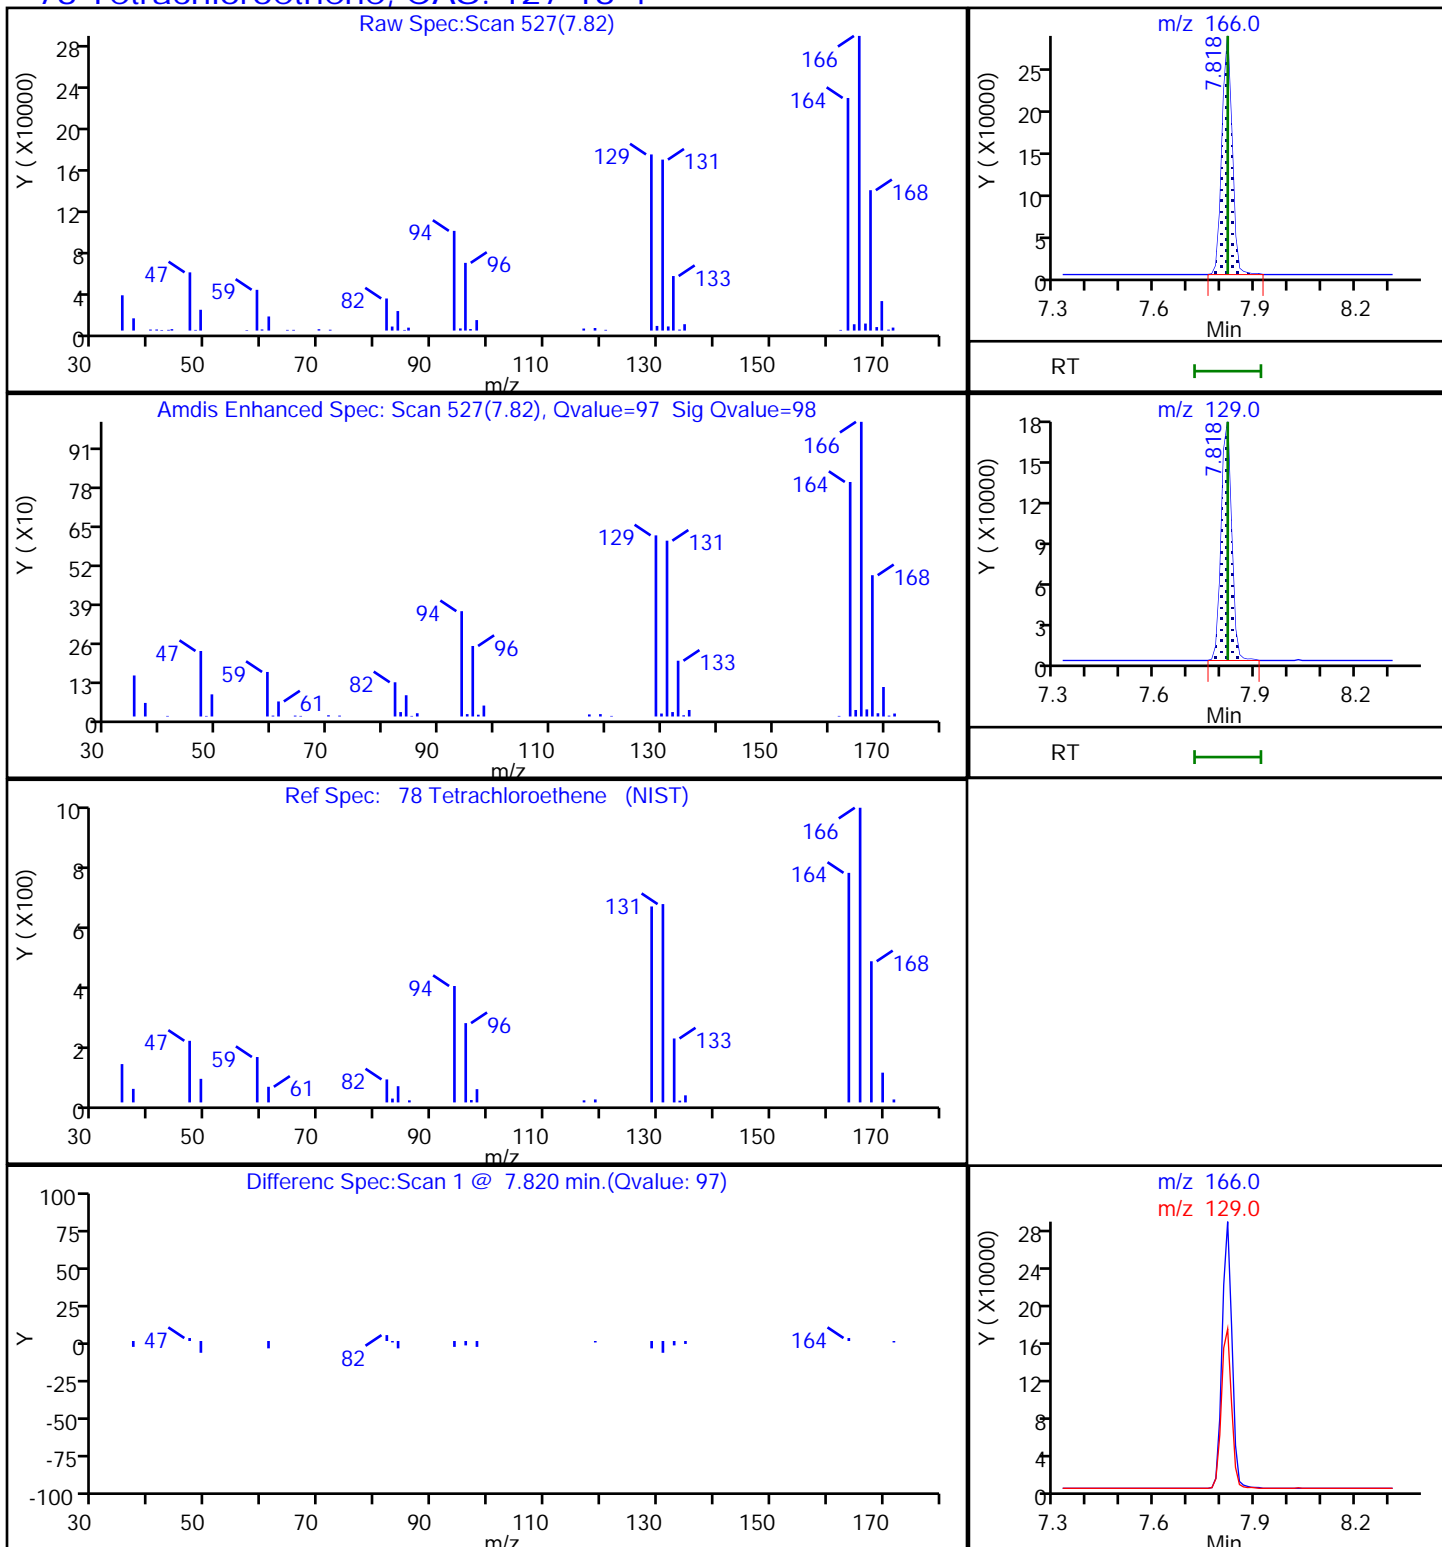 78 Tetrachloroethene, CAS: 127-18-4
Raw Spec:Scan 527(7.82)
Y ( X10000)
28
24
20
16
12
8
4
0
166
164
129
131
168
94
96
47
59
82
133
30 50 70 90 110 130 150 170
m/z
m/z 166.0
Y ( X10000)
25
20
15
10
5
0
7.818
7.3 7.6 7.9 8.2
Min
RT
Amdis Enhanced Spec: Scan 527(7.82), Qvalue=97 Sig Qvalue=98
Y ( X10)
91
78
65
52
39
26
13
0
166
164
129
131
168
94
96
47
59
61
82
133
30 50 70 90 110 130 150 170
m/z
m/z 129.0
Y ( X10000)
18
15
12
9
6
3
0
7.818
7.3 7.6 7.9 8.2
Min
RT
Ref Spec: 78 Tetrachloroethene (NIST)
Y ( X100)
10
8
6
4
2
0
166
164
131
168
94
96
47
59
61
82
133
30 50 70 90 110 130 150 170
m/z
Differenc Spec:Scan 1 @ 7.820 min.(Qvalue: 97)
Y
100
75
50
25
0
-25
-50
-75
-100
47
82
164
30 50 70 90 110 130 150 170
m/z
m/z 166.0
m/z 129.0
Y ( X10000)
28
24
20
16
12
8
4
0
7.3 7.6 7.9 8.2
Min